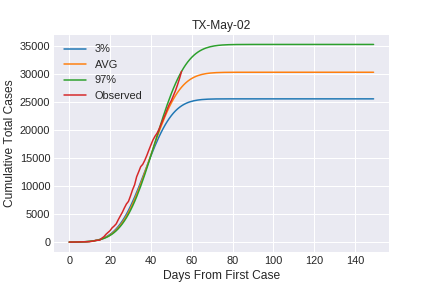 TX-May-02
3%
AVG
97%
Observed
Cumulative Total Cases
35000
30000
25000
20000
15000
10000
5000
0
0 20 40 60 80 100 120 140
Days From First Case